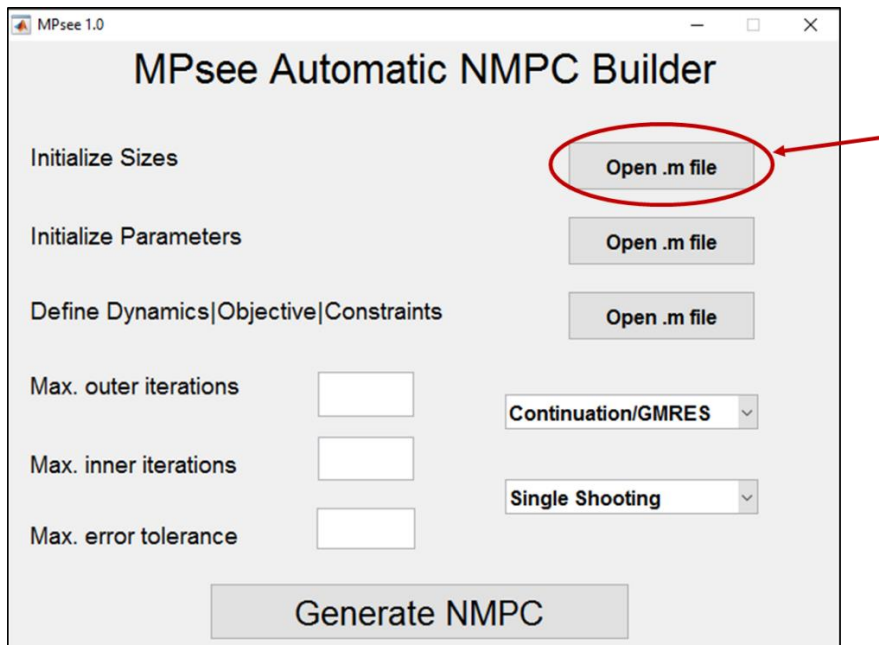 MPsee 1.0
MPsee Automatic NMPC Builder
Initialize Sizes
Open .m file
Initialize Parameters
Open .m file
Define Dynamics|Objective|Constraints
Open .m file
Max. outer iterations
Continuation/GMRES
Max. inner iterations
Single Shooting
Max. error tolerance
Generate NMPC